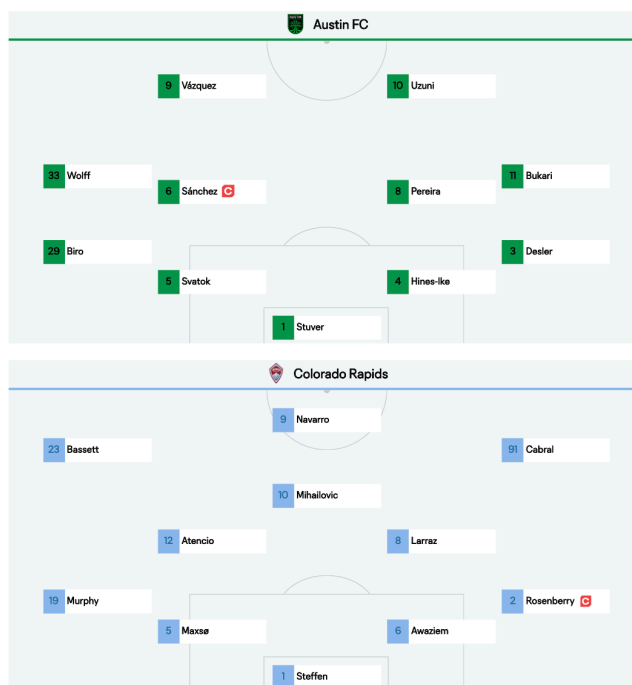 Austin FC
9 Vázquez
10 Uzuni
33 Wolff
11 Bukari
6 Sánchez C
8 Pereira
29 Biro
3 Desler
5 Svatok
4 Hines-Ike
1 Stuver
Colorado Rapids
9 Navarro
23 Bassett
91 Cabral
10 Mihailovic
12 Atencio
8 Larraz
19 Murphy
2 Rosenberry C
5 Maxsø
6 Awaziem
1 Steffen